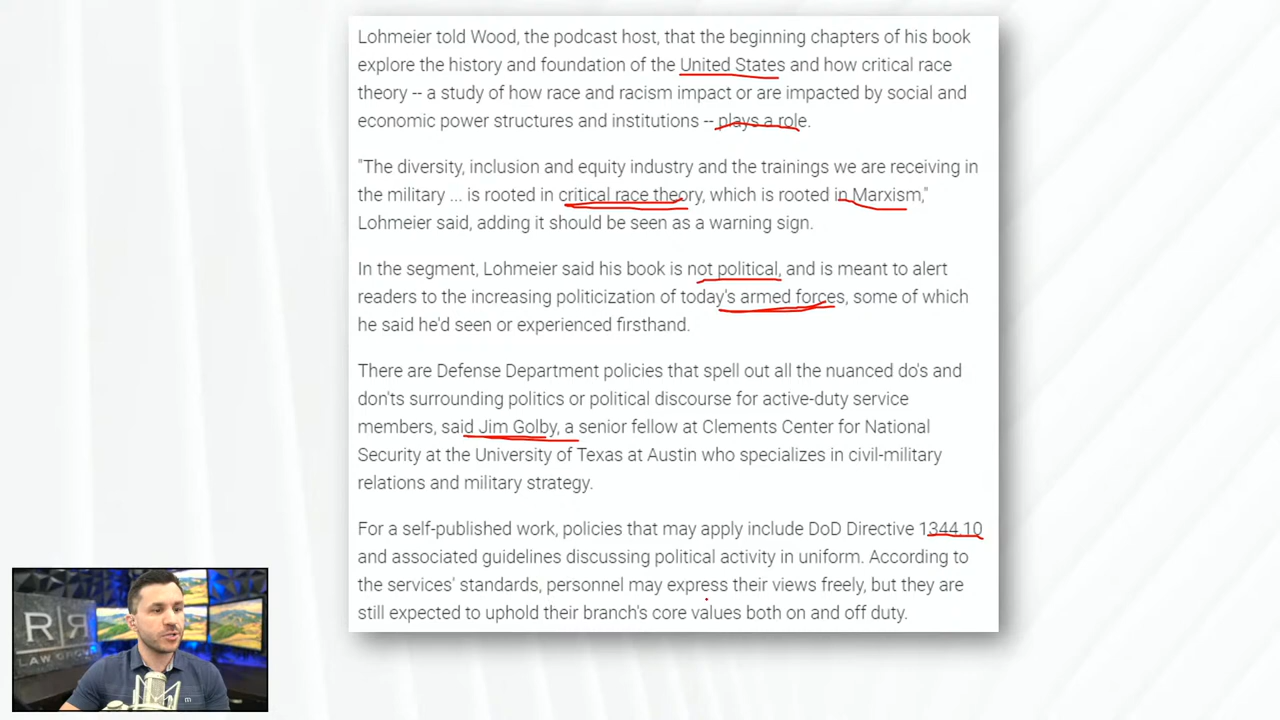 Lohmeier told Wood, the podcast host, that the beginning chapters of his book
explore the history and foundation of the United States and how critical race
theory -- a study of how race and racism impact or are impacted by social and
economic power structures and institutions -- plays a role.
"The diversity, inclusion and equity industry and the trainings we are receiving in
the military ... is rooted in critical race theory, which is rooted in Marxism,"
Lohmeier said, adding it should be seen as a warning sign.
In the segment, Lohmeier said his book is not political, and is meant to alert
readers to the increasing politicization of today's armed forces, some of which
he said he'd seen or experienced firsthand.
There are Defense Department policies that spell out all the nuanced do's and
don'ts surrounding politics or political discourse for active-duty service
members, said Jim Golby, a senior fellow at Clements Center for National
Security at the University of Texas at Austin who specializes in civil-military
relations and military strategy.
For a self-published work, policies that may apply include DoD Directive 1344.10
and associated guidelines discussing political activity in uniform. According to
the services' standards, personnel may express their views freely, but they are
still expected to uphold their branch's core values both on and off duty.
R|R
LAW GROUP
m